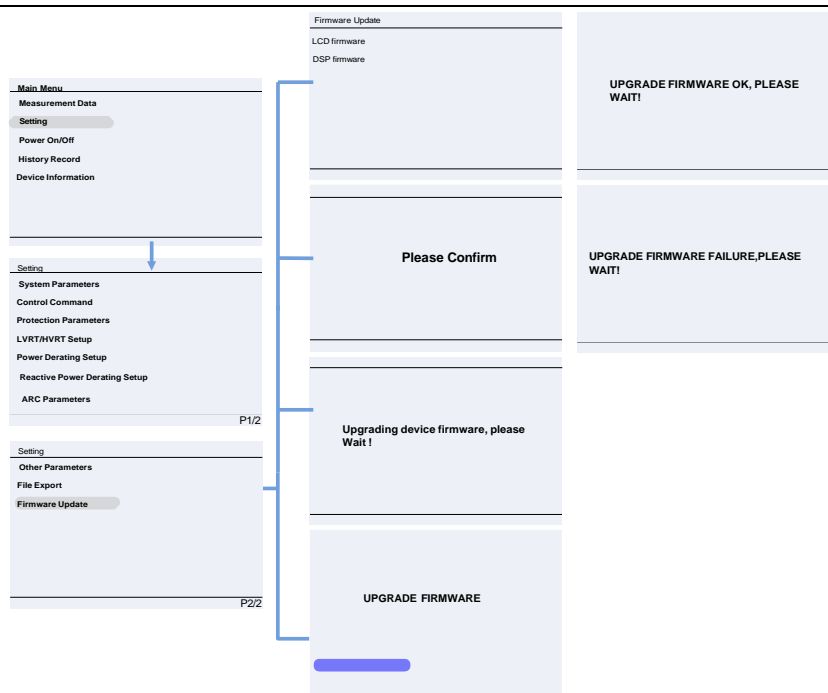 Main Menu
Measurement Data
Setting
Power On/Off
History Record
Device Information
Setting
System Parameters
Control Command
Protection Parameters
LVRT/HVRT Setup
Power Derating Setup
Reactive Power Derating Setup
ARC Parameters
P1/2
Setting
Other Parameters
File Export
Firmware Update
P2/2
Firmware Update
LCD firmware
DSP firmware
Please Confirm
Upgrading device firmware, please
Wait !
UPGRADE FIRMWARE
UPGRADE FIRMWARE OK, PLEASE
WAIT!
UPGRADE FIRMWARE FAILURE,PLEASE
WAIT!